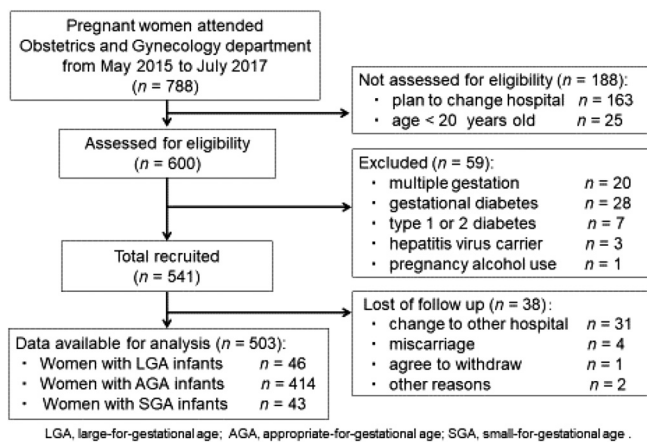 Pregnant women attended
Obstetrics and Gynecology department
from May 2015 to July 2017
(n = 788)
Not assessed for eligibility (n = 188):
・ plan to change hospital n = 163
・ age < 20 years old n = 25
Assessed for eligibility
(n = 600)
Excluded (n = 59):
・ multiple gestation n = 20
・ gestational diabetes n = 28
・ type 1 or 2 diabetes n = 7
・ hepatitis virus carrier n = 3
・ pregnancy alcohol use n = 1
Total recruited
(n = 541)
Lost of follow up (n = 38):
・ change to other hospital n = 31
・ miscarriage n = 4
・ agree to withdraw n = 1
・ other reasons n = 2
Data available for analysis (n = 503):
・ Women with LGA infants n = 46
・ Women with AGA infants n = 414
・ Women with SGA infants n = 43
LGA, large-for-gestational age; AGA, appropriate-for-gestational age; SGA, small-for-gestational age .